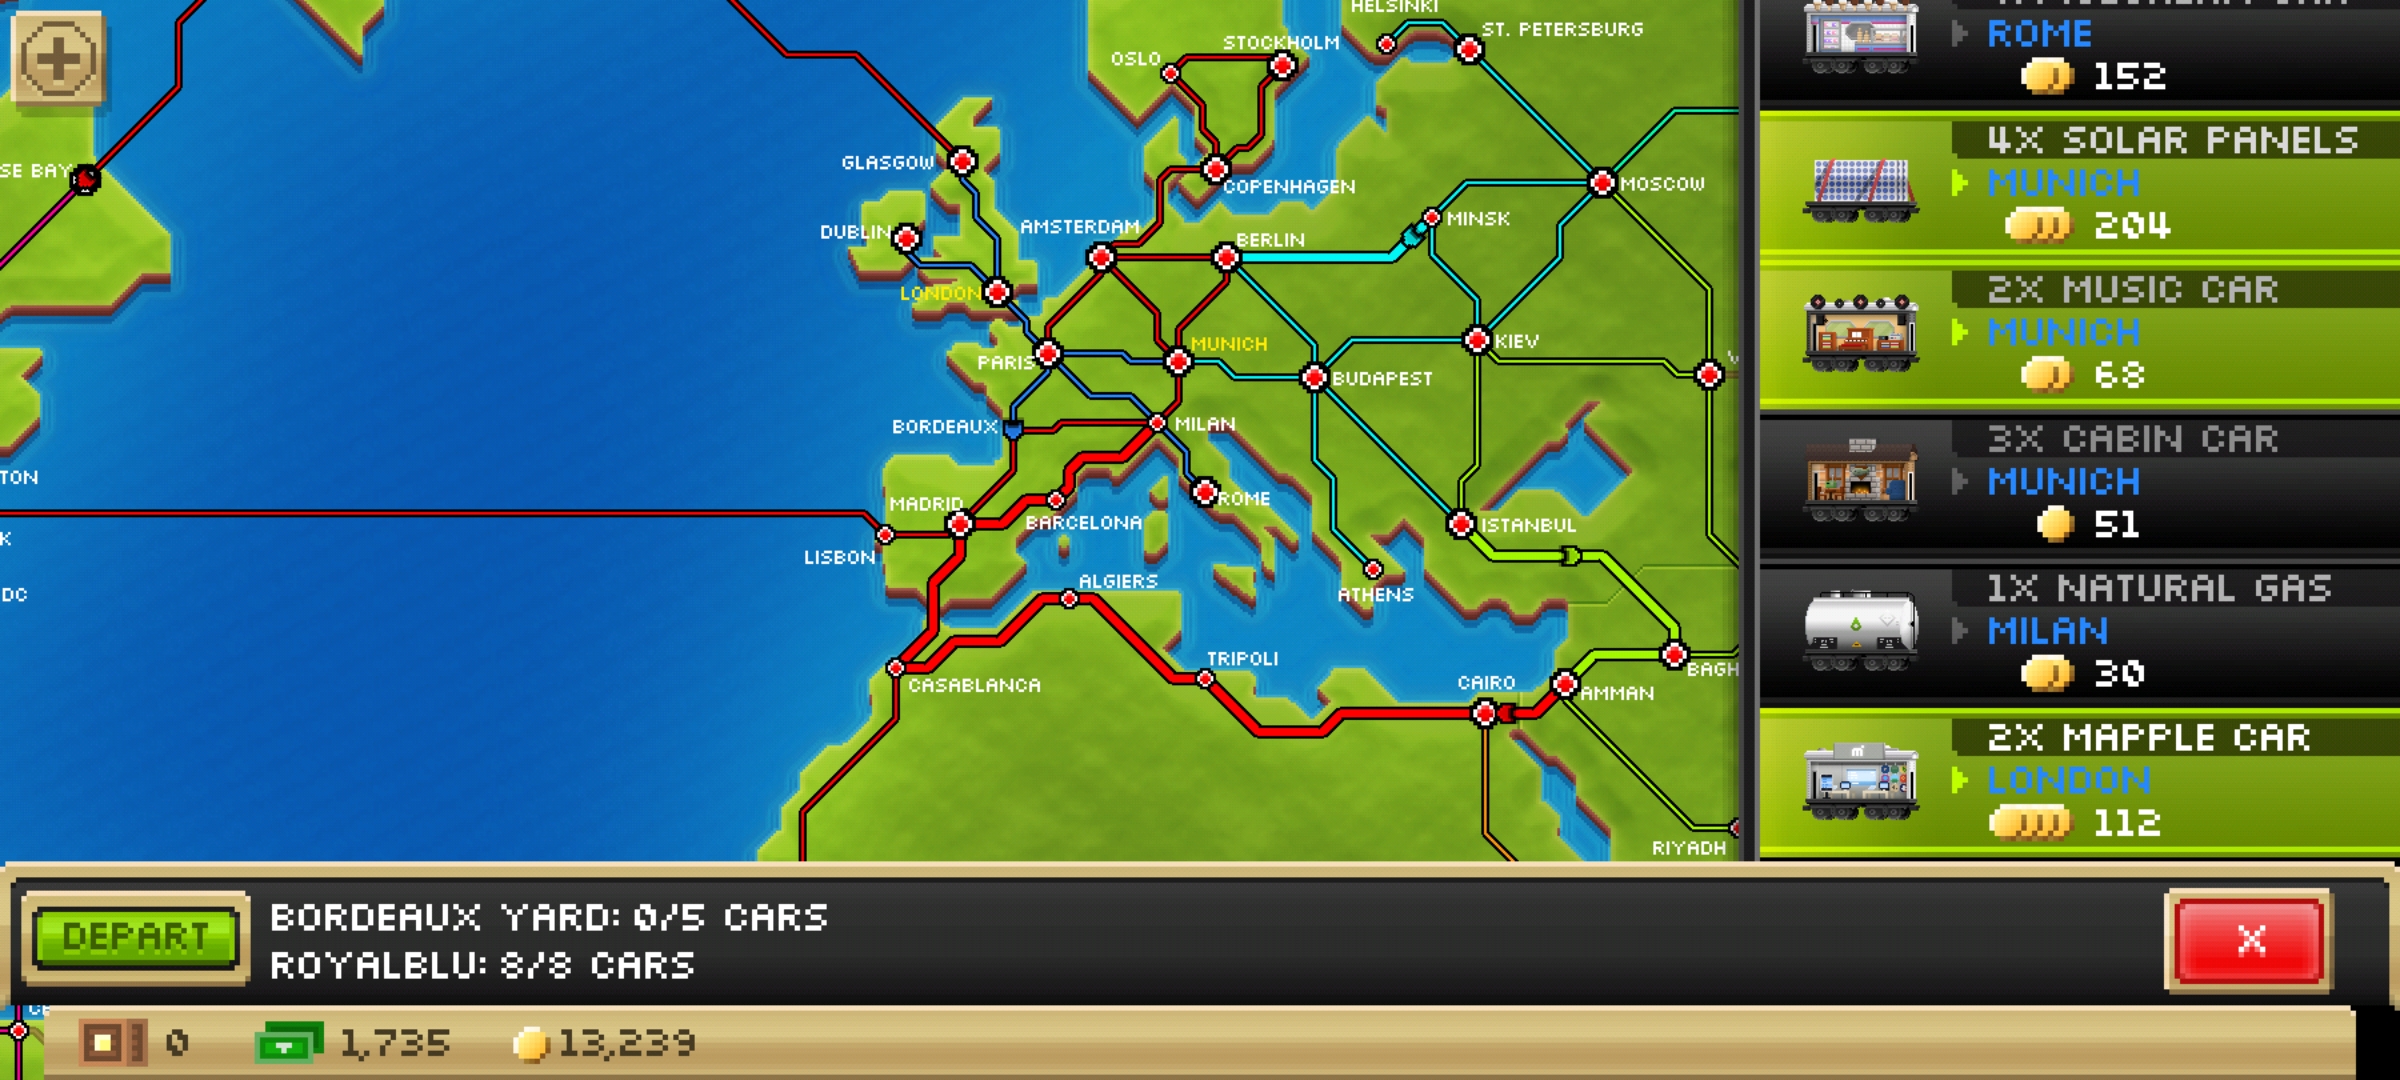 HELSINKI
ST. PETERSBURG
STOCKHOLM
OSLO
GLASGOW
SE BAY
COPENHAGEN
MOSCOW
MINSK
DUBLIN
AMSTERDAM
BERLIN
LONDON
PARIS
MUNICH
KIEV
V
BUDAPEST
BORDEAUX
MILAN
TON
MADRID
BARCELONA
ROME
ISTANBUL
K
LISBON
ALGIERS
ATHENS
DC
TRIPOLI
CASABLANCA
CAIRO
AMMAN
BAGH
RIYADH
ROME
152
4X SOLAR PANELS
MUNICH
204
2X MUSIC CAR
MUNICH
68
3X CABIN CAR
MUNICH
51
1X NATURAL GAS
MILAN
30
2X MAPPLE CAR
m
LONDON
112
DEPART
BORDEAUX YARD: 0/5 CARS
ROYALBLU: 8/8 CARS
X
0
1,735
13,239